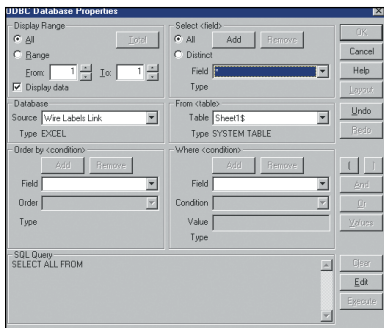 ODBC Database Properties
Display Range
All
Total
Range
From: 1 To: 1
Display data
Select <field>
All Add Remove
Distinct
Field *
Type
OK
Cancel
Help
Layout
Undo
Redo
Database
Source Wire Labels Link
Type EXCEL
From <table>
Table Sheet1$
Type SYSTEM TABLE
Order by <condition>
Add Remove
Field
Order
Type
Where <condition>
Add Remove
Field
Condition
Value
Type
( )
And
Or
Values
SQL Query
SELECT ALL FROM
Clear
Edit
Execute